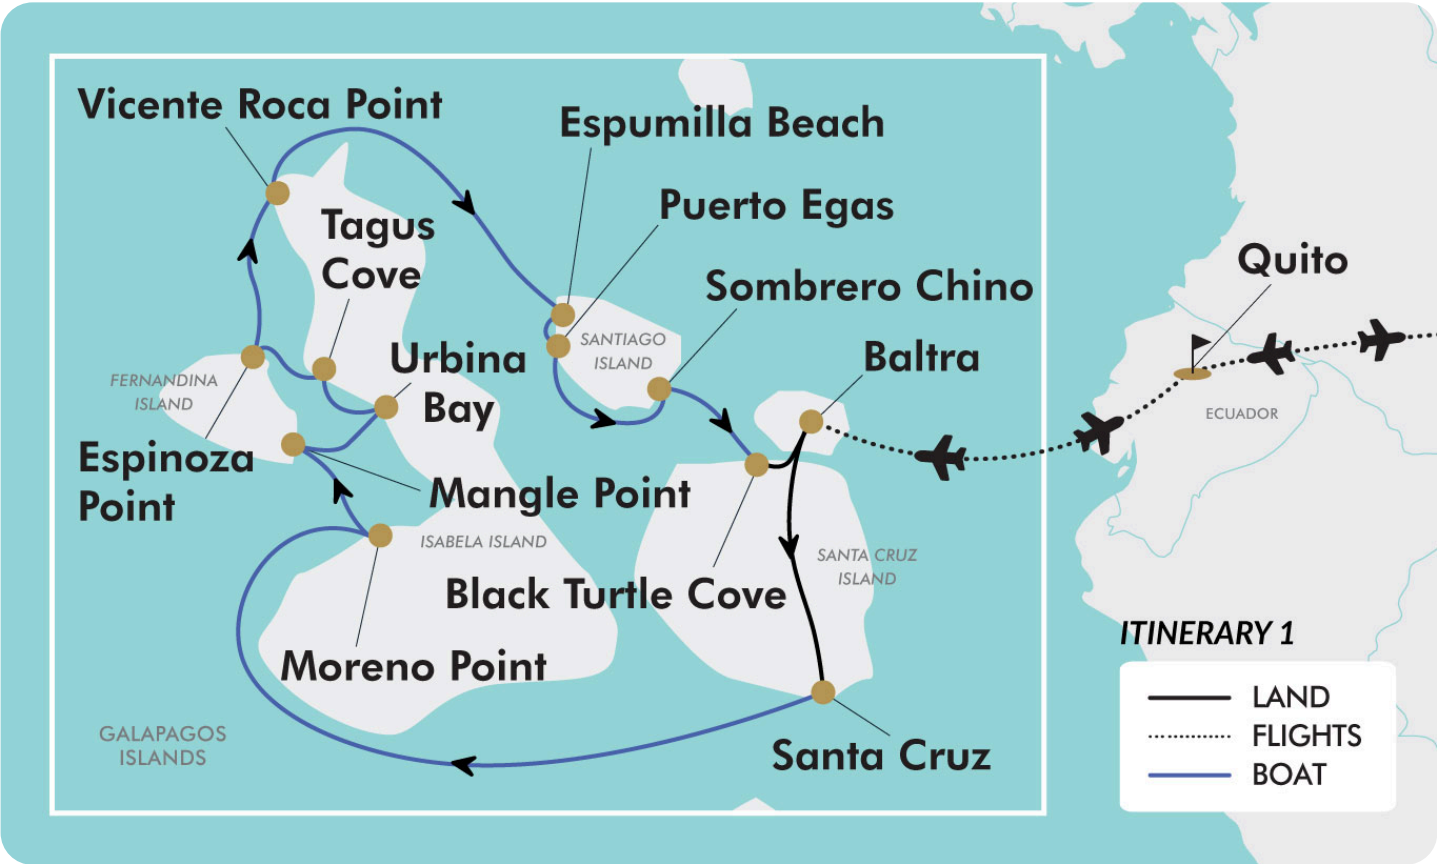 Vicente Roca Point
Espumilla Beach
Puerto Egas
Tagus
Cove
Sombrero Chino
Quito
SANTIAGO
ISLAND
Urbina
Bay
Baltra
FERNANDINA
ISLAND
ECUADOR
Espinoza
Point
Mangle Point
ISABELA ISLAND
SANTA CRUZ
ISLAND
Black Turtle Cove
Moreno Point
GALAPAGOS
ISLANDS
Santa Cruz
ITINERARY 1
LAND
FLIGHTS
BOAT